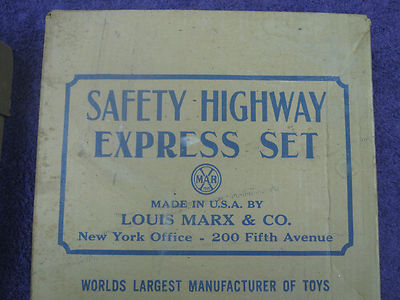 SAFETY HIGHWAY
EXPRESS SET
MAR
MADE IN U.S.A. BY
LOUIS MARX & CO.
New York Office - 200 Fifth Avenue
WORLDS LARGEST MANUFACTURER OF TOYS